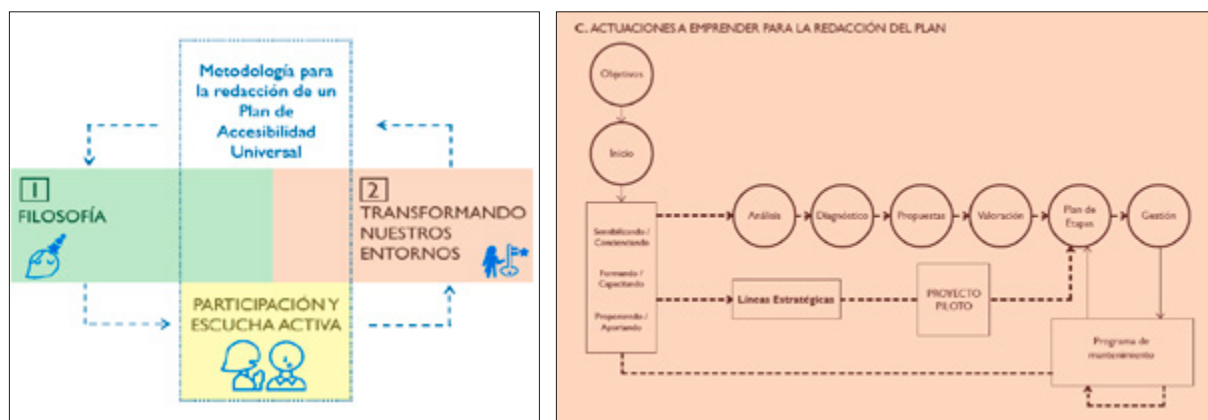 Metodología para
la redacción de un
Plan de
Accesibilidad
Universal
1
FILOSOFÍA
2
TRANSFORMANDO
NUESTROS
ENTORNOS
PARTICIPACIÓN Y
ESCUCHA ACTIVA
C. ACTUACIONES A EMPRENDER PARA LA REDACCIÓN DEL PLAN
Objetivos
Inicio
Sensibilizando /
Concienciando
Formando /
Capacitando
Proponiendo /
Aportando
Análisis
Diagnóstico
Propuestas
Valoración
Plan de
Etapas
Gestión
Líneas Estratégicas
PROYECTO
PILOTO
Programa de
mantenimiento